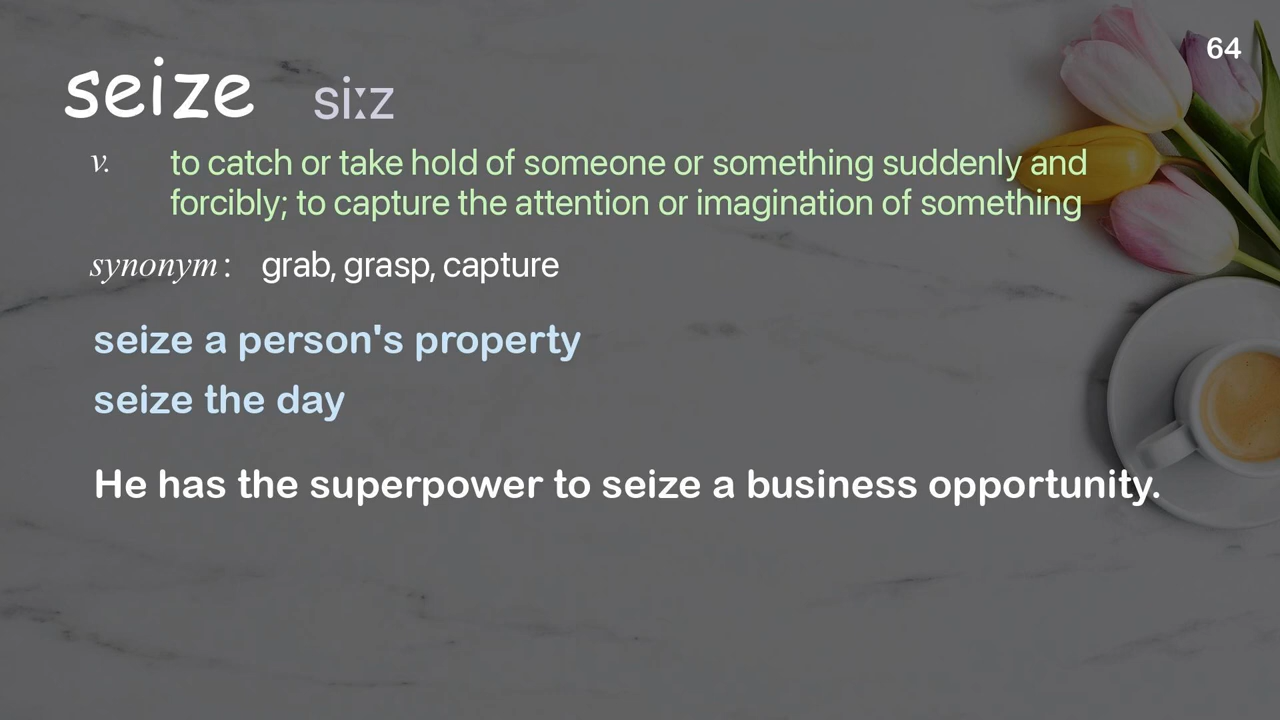 64
seize siːz
v. to catch or take hold of someone or something suddenly and
forcibly; to capture the attention or imagination of something
synonym : grab, grasp, capture
seize a person's property
seize the day
He has the superpower to seize a business opportunity.